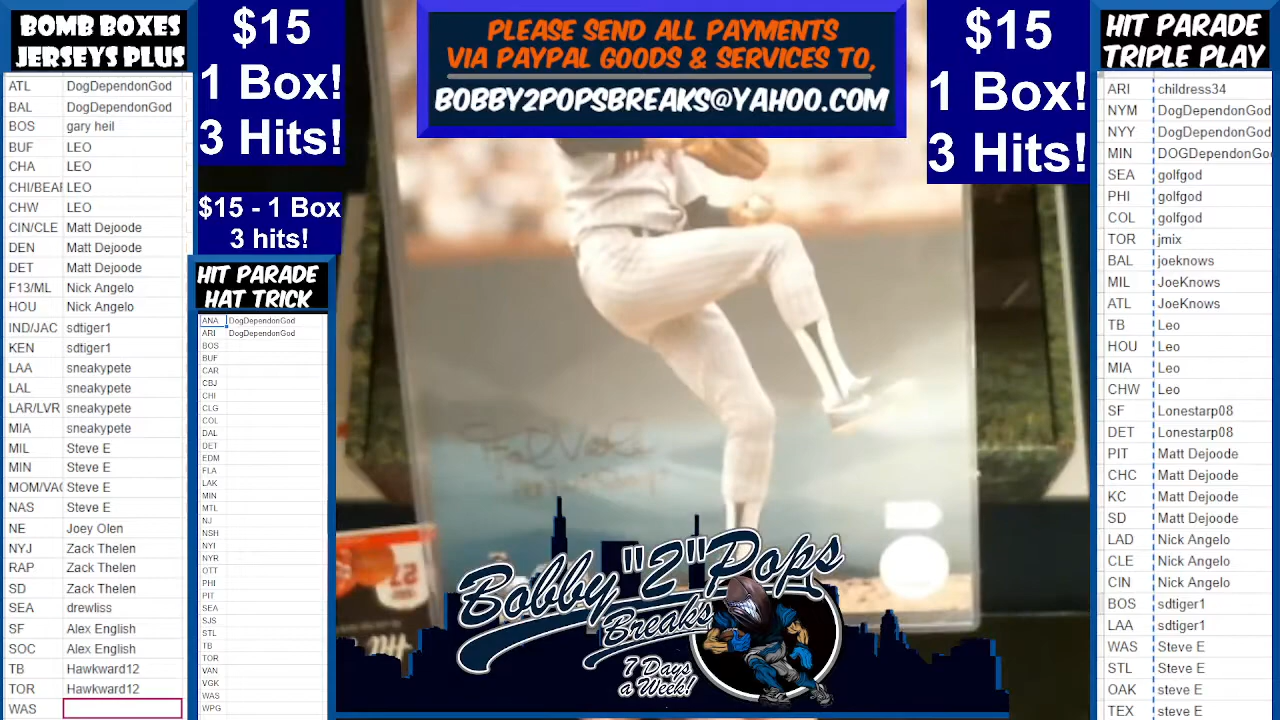 BOMB BOXES
JERSEYS PLUS
ATL DogDependonGod
BAL DogDependonGod
BOS gary heil
BUF LEO
CHA LEO
CHI/BEAR LEO
CHW LEO
CIN/CLE Matt Dejoode
DEN Matt Dejoode
DET Matt Dejoode
F13/ML Nick Angelo
HOU Nick Angelo
IND/JAC sdtiger1
KEN sdtiger1
LAA sneakypete
LAL sneakypete
LAR/LVR sneakypete
MIA sneakypete
MIL Steve E
MIN Steve E
MOM/VAC Steve E
NAS Steve E
NE Joey Olen
NYJ Zack Thelen
RAP Zack Thelen
SD Zack Thelen
SEA drewliss
SF Alex English
SOC Alex English
TB Hawkward12
TOR Hawkward12
WAS
$15
1 Box!
3 Hits!
$15 - 1 Box
3 hits!
HIT PARADE
HAT TRICK
ANA DogDependonGod
ARI DogDependonGod
BOS
BUF
CAR
CBJ
CHI
CLG
COL
DAL
DET
EDM
FLA
LAK
MIN
MTL
NJ
NSH
NYI
NYR
OTT
PHI
PIT
SEA
SJS
STL
TB
TOR
VAN
VGK
WAS
WPG
PLEASE SEND ALL PAYMENTS
VIA PAYPAL GOODS & SERVICES TO,
BOBBY2POPSBREAKS@YAHOO.COM
27
Bobby "2" Pops
Breaks
7 Days
a Week!
$15
1 Box!
3 Hits!
HIT PARADE
TRIPLE PLAY
ARI childress34
NYM DogDependonGod
NYY DogDependonGod
MIN DOGDependonGo
SEA golfgod
PHI golfgod
COL golfgod
TOR jmix
BAL joeknows
MIL JoeKnows
ATL JoeKnows
TB Leo
HOU Leo
MIA Leo
CHW Leo
SF Lonestarp08
DET Lonestarp08
PIT Matt Dejoode
CHC Matt Dejoode
KC Matt Dejoode
SD Matt Dejoode
LAD Nick Angelo
CLE Nick Angelo
CIN Nick Angelo
BOS sdtiger1
LAA sdtiger1
WAS Steve E
STL Steve E
OAK steve E
TEX steve E